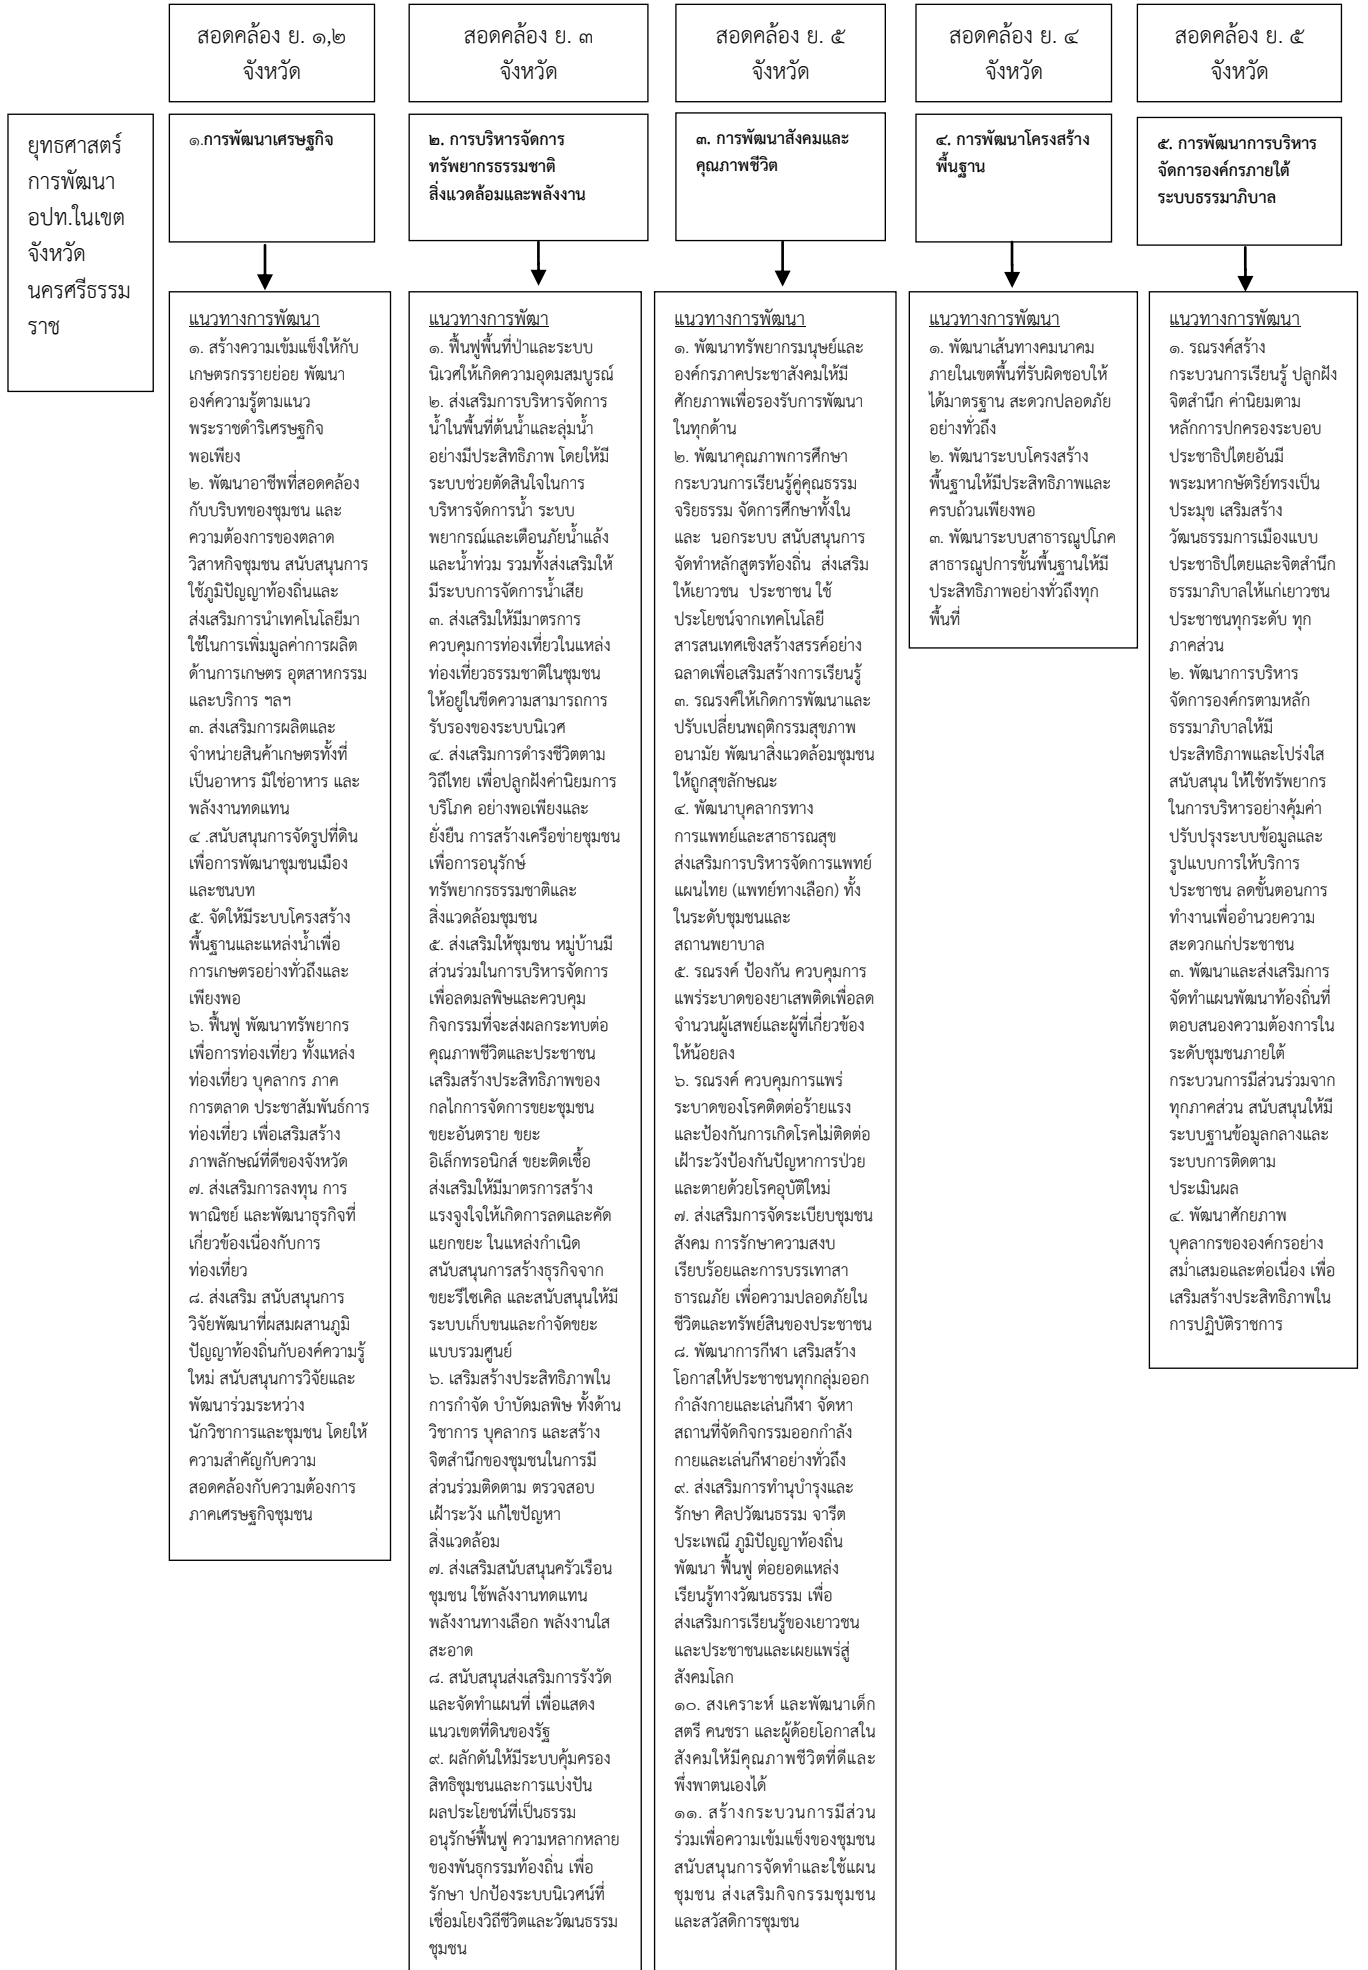 สอดคล้อง ย. ๑,๒
จังหวัด
สอดคล้อง ย. ๓
จังหวัด
สอดคล้อง ย. ๕
จังหวัด
สอดคล้อง ย. ๔
จังหวัด
สอดคล้อง ย. ๕
จังหวัด
ยุทธศาสตร์
การพัฒนา
อปท.ในเขต
จังหวัด
นครศรีธรรม
ราช
๑.การพัฒนาเศรษฐกิจ
๒. การบริหารจัดการ
ทรัพยากรธรรมชาติ
สิ่งแวดล้อมและพลังงาน
๓. การพัฒนาสังคมและ
คุณภาพชีวิต
๔. การพัฒนาโครงสร้าง
พื้นฐาน
๕. การพัฒนาการบริหาร
จัดการองค์กรภายใต้
ระบบธรรมาภิบาล
แนวทางการพัฒนา
๑. สร้างความเข้มแข็งให้กับ
เกษตรกรรายย่อย พัฒนา
องค์ความรู้ตามแนว
พระราชดำริเศรษฐกิจ
พอเพียง
๒. พัฒนาอาชีพที่สอดคล้อง
กับบริบทของชุมชน และ
ความต้องการของตลาด
วิสาหกิจชุมชน สนับสนุนการ
ใช้ภูมิปัญญาท้องถิ่นและ
ส่งเสริมการนำเทคโนโลยีมา
ใช้ในการเพิ่มมูลค่าการผลิต
ด้านการเกษตร อุตสาหกรรม
และบริการ ฯลฯ
๓. ส่งเสริมการผลิตและ
จำหน่ายสินค้าเกษตรทั้งที่
เป็นอาหาร มิใช่อาหาร และ
พลังงานทดแทน
๔ .สนับสนุนการจัดรูปที่ดิน
เพื่อการพัฒนาชุมชนเมือง
และชนบท
๕. จัดให้มีระบบโครงสร้าง
พื้นฐานและแหล่งน้ำเพื่อ
การเกษตรอย่างทั่วถึงและ
เพียงพอ
๖. ฟื้นฟู พัฒนาทรัพยากร
เพื่อการท่องเที่ยว ทั้งแหล่ง
ท่องเที่ยว บุคลากร ภาค
การตลาด ประชาสัมพันธ์การ
ท่องเที่ยว เพื่อเสริมสร้าง
ภาพลักษณ์ที่ดีของจังหวัด
๗. ส่งเสริมการลงทุน การ
พาณิชย์ และพัฒนาธุรกิจที่
เกี่ยวข้องเนื่องกับการ
ท่องเที่ยว
๘. ส่งเสริม สนับสนุนการ
วิจัยพัฒนาที่ผสมผสานภูมิ
ปัญญาท้องถิ่นกับองค์ความรู้
ใหม่ สนับสนุนการวิจัยและ
พัฒนาร่วมระหว่าง
นักวิชาการและชุมชน โดยให้
ความสำคัญกับความ
สอดคล้องกับความต้องการ
ภาคเศรษฐกิจชุมชน
แนวทางการพัฒา
๑. ฟื้นฟูพื้นที่ป่าและระบบ
นิเวศให้เกิดความอุดมสมบูรณ์
๒. ส่งเสริมการบริหารจัดการ
น้ำในพื้นที่ต้นน้ำและลุ่มน้ำ
อย่างมีประสิทธิภาพ โดยให้มี
ระบบช่วยตัดสินใจในการ
บริหารจัดการน้ำ ระบบ
พยากรณ์และเตือนภัยน้ำแล้ง
และน้ำท่วม รวมทั้งส่งเสริมให้
มีระบบการจัดการน้ำเสีย
๓. ส่งเสริมให้มีมาตรการ
ควบคุมการท่องเที่ยวในแหล่ง
ท่องเที่ยวธรรมชาติในชุมชน
ให้อยู่ในขีดความสามารถการ
รับรองของระบบนิเวศ
๔. ส่งเสริมการดำรงชีวิตตาม
วิถีไทย เพื่อปลูกฝังค่านิยมการ
บริโภค อย่างพอเพียงและ
ยั่งยืน การสร้างเครือข่ายชุมชน
เพื่อการอนุรักษ์
ทรัพยากรธรรมชาติและ
สิ่งแวดล้อมชุมชน
๕. ส่งเสริมให้ชุมชน หมู่บ้านมี
ส่วนร่วมในการบริหารจัดการ
เพื่อลดมลพิษและควบคุม
กิจกรรมที่จะส่งผลกระทบต่อ
คุณภาพชีวิตและประชาชน
เสริมสร้างประสิทธิภาพของ
กลไกการจัดการขยะชุมชน
ขยะอันตราย ขยะ
อิเล็กทรอนิกส์ ขยะติดเชื้อ
ส่งเสริมให้มีมาตรการสร้าง
แรงจูงใจให้เกิดการลดและคัด
แยกขยะ ในแหล่งกำเนิด
สนับสนุนการสร้างธุรกิจจาก
ขยะรีไซเคิล และสนับสนุนให้มี
ระบบเก็บขนและกำจัดขยะ
แบบรวมศูนย์
๖. เสริมสร้างประสิทธิภาพใน
การกำจัด บำบัดมลพิษ ทั้งด้าน
วิชาการ บุคลากร และสร้าง
จิตสำนึกของชุมชนในการมี
ส่วนร่วมติดตาม ตรวจสอบ
เฝ้าระวัง แก้ไขปัญหา
สิ่งแวดล้อม
๗. ส่งเสริมสนับสนุนครัวเรือน
ชุมชน ใช้พลังงานทดแทน
พลังงานทางเลือก พลังงานใส
สะอาด
๘. สนับสนุนส่งเสริมการรังวัด
และจัดทำแผนที่ เพื่อแสดง
แนวเขตที่ดินของรัฐ
๙. ผลักดันให้มีระบบคุ้มครอง
สิทธิชุมชนและการแบ่งปัน
ผลประโยชน์ที่เป็นธรรม
อนุรักษ์ฟื้นฟู ความหลากหลาย
ของพันธุกรรมท้องถิ่น เพื่อ
รักษา ปกป้องระบบนิเวศน์ที่
เชื่อมโยงวิถีชีวิตและวัฒนธรรม
ชุมชน
แนวทางการพัฒนา
๑. พัฒนาทรัพยากรมนุษย์และ
องค์กรภาคประชาสังคมให้มี
ศักยภาพเพื่อรองรับการพัฒนา
ในทุกด้าน
๒. พัฒนาคุณภาพการศึกษา
กระบวนการเรียนรู้คู่คุณธรรม
จริยธรรม จัดการศึกษาทั้งใน
และ นอกระบบ สนับสนุนการ
จัดทำหลักสูตรท้องถิ่น ส่งเสริม
ให้เยาวชน ประชาชน ใช้
ประโยชน์จากเทคโนโลยี
สารสนเทศเชิงสร้างสรรค์อย่าง
ฉลาดเพื่อเสริมสร้างการเรียนรู้
๓. รณรงค์ให้เกิดการพัฒนาและ
ปรับเปลี่ยนพฤติกรรมสุขภาพ
อนามัย พัฒนาสิ่งแวดล้อมชุมชน
ให้ถูกสุขลักษณะ
๔. พัฒนาบุคลากรทาง
การแพทย์และสาธารณสุข
ส่งเสริมการบริหารจัดการแพทย์
แผนไทย (แพทย์ทางเลือก) ทั้ง
ในระดับชุมชนและ
สถานพยาบาล
๕. รณรงค์ ป้องกัน ควบคุมการ
แพร่ระบาดของยาเสพติดเพื่อลด
จำนวนผู้เสพย์และผู้ที่เกี่ยวข้อง
ให้น้อยลง
๖. รณรงค์ ควบคุมการแพร่
ระบาดของโรคติดต่อร้ายแรง
และป้องกันการเกิดโรคไม่ติดต่อ
เฝ้าระวังป้องกันปัญหาการป่วย
และตายด้วยโรคอุบัติใหม่
๗. ส่งเสริมการจัดระเบียบชุมชน
สังคม การรักษาความสงบ
เรียบร้อยและการบรรเทาสา
ธารณภัย เพื่อความปลอดภัยใน
ชีวิตและทรัพย์สินของประชาชน
๘. พัฒนาการกีฬา เสริมสร้าง
โอกาสให้ประชาชนทุกกลุ่มออก
กำลังกายและเล่นกีฬา จัดหา
สถานที่จัดกิจกรรมออกกำลัง
กายและเล่นกีฬาอย่างทั่วถึง
๙. ส่งเสริมการทำนุบำรุงและ
รักษา ศิลปวัฒนธรรม จารีต
ประเพณี ภูมิปัญญาท้องถิ่น
พัฒนา ฟื้นฟู ต่อยอดแหล่ง
เรียนรู้ทางวัฒนธรรม เพื่อ
ส่งเสริมการเรียนรู้ของเยาวชน
และประชาชนและเผยแพร่สู่
สังคมโลก
๑๐. สงเคราะห์ และพัฒนาเด็ก
สตรี คนชรา และผู้ด้อยโอกาสใน
สังคมให้มีคุณภาพชีวิตที่ดีและ
พึ่งพาตนเองได้
๑๑. สร้างกระบวนการมีส่วน
ร่วมเพื่อความเข้มแข็งของชุมชน
สนับสนุนการจัดทำและใช้แผน
ชุมชน ส่งเสริมกิจกรรมชุมชน
และสวัสดิการชุมชน
แนวทางการพัฒนา
๑. พัฒนาเส้นทางคมนาคม
ภายในเขตพื้นที่รับผิดชอบให้
ได้มาตรฐาน สะดวกปลอดภัย
อย่างทั่วถึง
๒. พัฒนาระบบโครงสร้าง
พื้นฐานให้มีประสิทธิภาพและ
ครบถ้วนเพียงพอ
๓. พัฒนาระบบสาธารณูปโภค
สาธารณูปการขั้นพื้นฐานให้มี
ประสิทธิภาพอย่างทั่วถึงทุก
พื้นที่
แนวทางการพัฒนา
๑. รณรงค์สร้าง
กระบวนการเรียนรู้ ปลูกฝัง
จิตสำนึก ค่านิยมตาม
หลักการปกครองระบอบ
ประชาธิปไตยอันมี
พระมหากษัตริย์ทรงเป็น
ประมุข เสริมสร้าง
วัฒนธรรมการเมืองแบบ
ประชาธิปไตยและจิตสำนึก
ธรรมาภิบาลให้แก่เยาวชน
ประชาชนทุกระดับ ทุก
ภาคส่วน
๒. พัฒนาการบริหาร
จัดการองค์กรตามหลัก
ธรรมาภิบาลให้มี
ประสิทธิภาพและโปร่งใส
สนับสนุน ให้ใช้ทรัพยากร
ในการบริหารอย่างคุ้มค่า
ปรับปรุงระบบข้อมูลและ
รูปแบบการให้บริการ
ประชาชน ลดขั้นตอนการ
ทำงานเพื่ออำนวยความ
สะดวกแก่ประชาชน
๓. พัฒนาและส่งเสริมการ
จัดทำแผนพัฒนาท้องถิ่นที่
ตอบสนองความต้องการใน
ระดับชุมชนภายใต้
กระบวนการมีส่วนร่วมจาก
ทุกภาคส่วน สนับสนุนให้มี
ระบบฐานข้อมูลกลางและ
ระบบการติดตาม
ประเมินผล
๔. พัฒนาศักยภาพ
บุคลากรขององค์กรอย่าง
สม่ำเสมอและต่อเนื่อง เพื่อ
เสริมสร้างประสิทธิภาพใน
การปฏิบัติราชการ